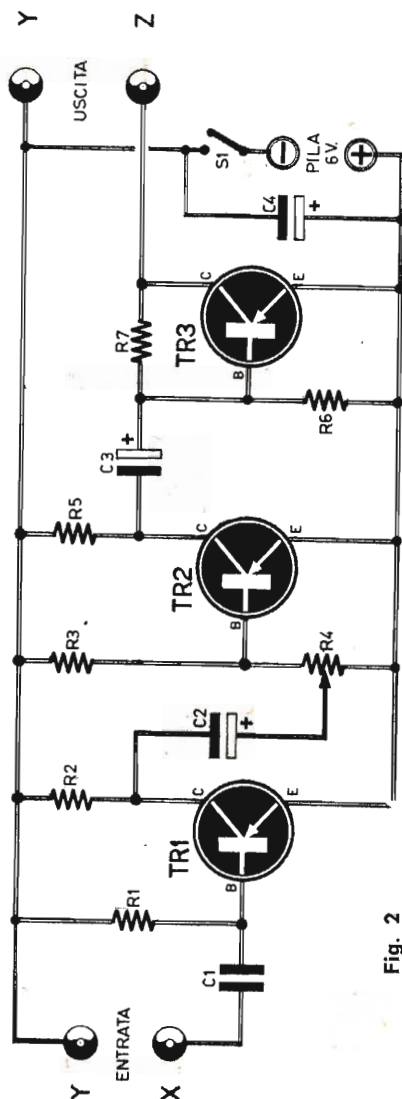 Y
ENTRATA
X
C1
R1
B
TR1
C
E
R2
C2
+
R3
R4
B
TR2
C
E
R5
C3
+
R7
R6
B
TR3
C
E
C4
+
S1
−
PILA
6V.
+
Y
USCITA
Z
Fig. 2